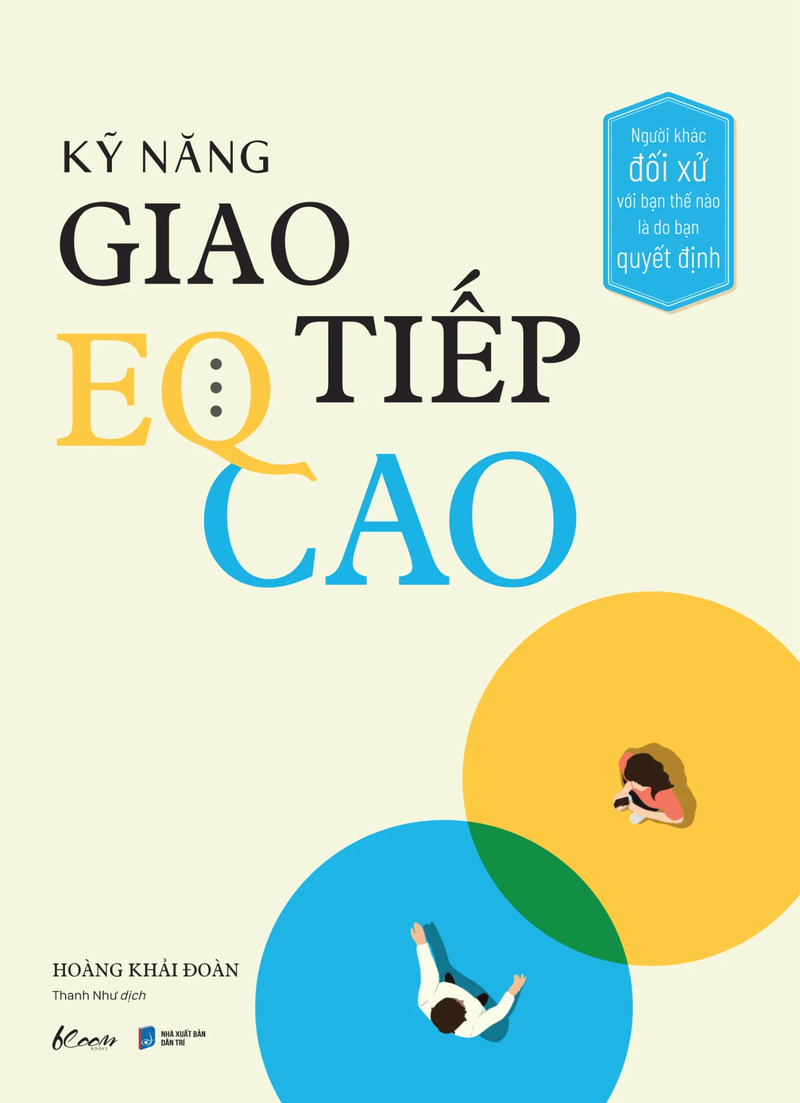 KỸ NĂNG
GIAO
TIẾP
EQ
CAO
Người khác
đối xử
với bạn thế nào
là do bạn
quyết định
HOÀNG KHẢI ĐOÀN
Thanh Như dịch
bloom
BOOKS
NHÀ XUẤT BẢN
DÂN TRÍ